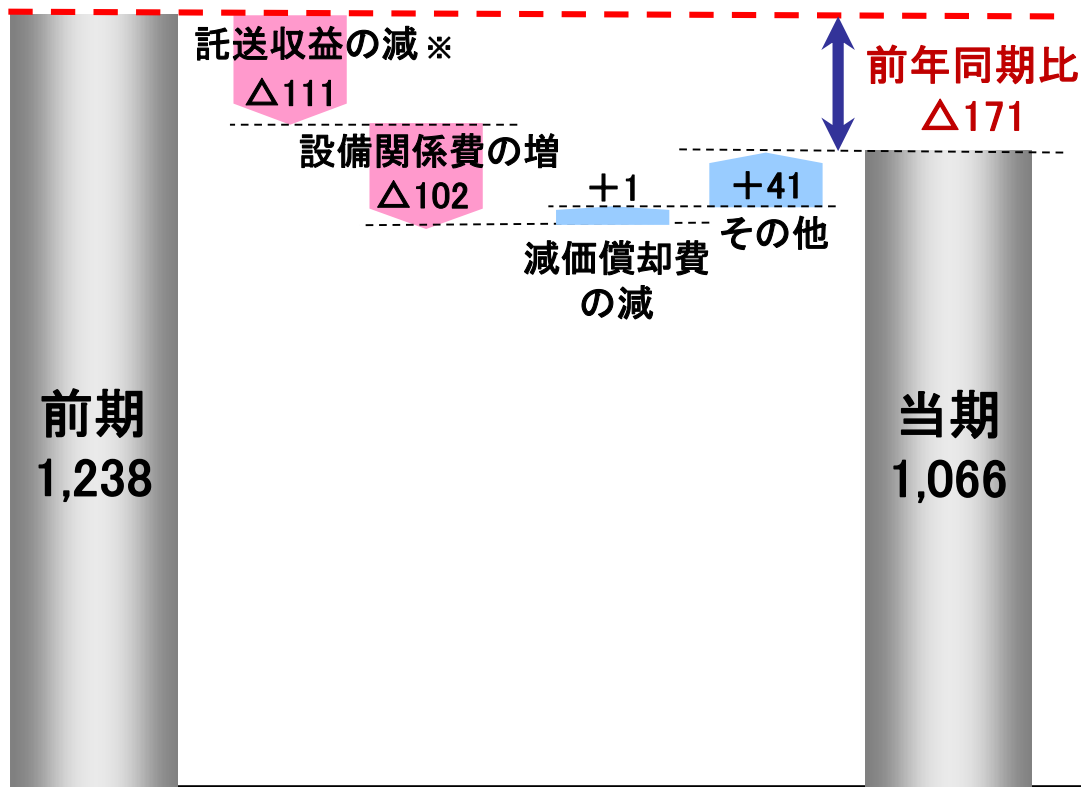 託送収益の減 ※
△111
前年同期比
△171
設備関係費の増
△102
＋1
＋41
その他
減価償却費
の減
前期
1,238
当期
1,066